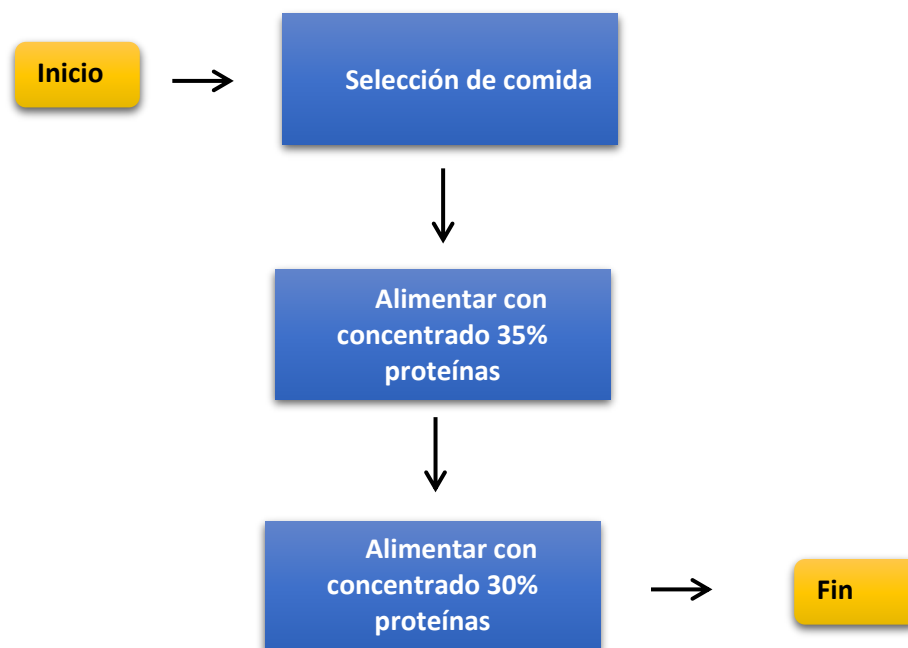 Inicio
Selección de comida
Alimentar con
concentrado 35%
proteínas
Alimentar con
concentrado 30%
proteínas
Fin